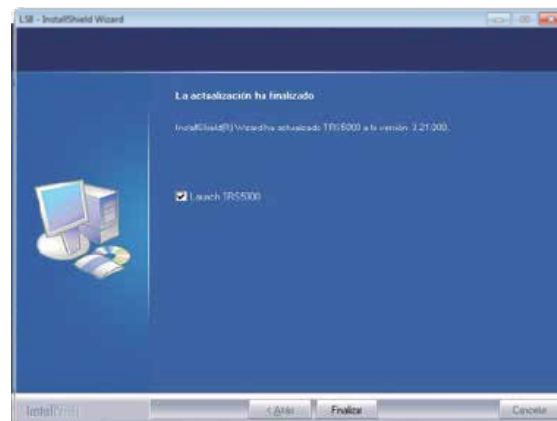 LSB - InstallShield Wizard
La actualización ha finalizado
InstallShield(R) Wizard ha actualizado TRS5000 a la versión 3.21.000.
Launch TRS5000
InstallShield
< Atrás
Finalizar
Cancelar